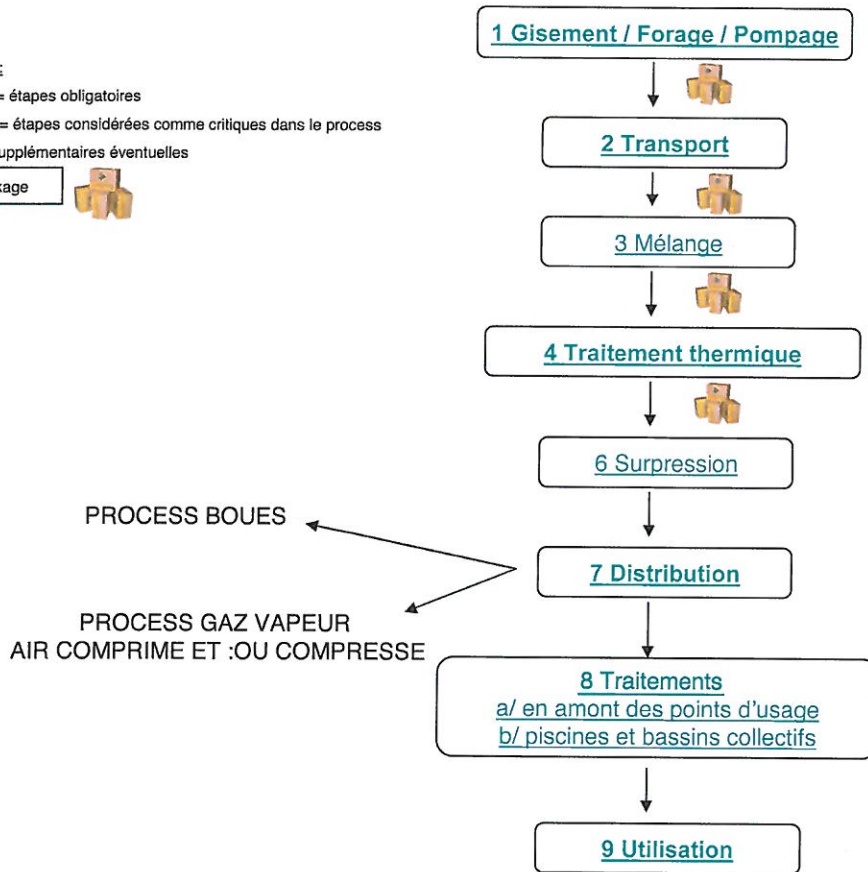 1 Gisement / Forage / Pompage
= étapes obligatoires
= étapes considérées comme critiques dans le process
upplémentaires éventuelles
kage
2 Transport
3 Mélange
4 Traitement thermique
6 Surpression
PROCESS BOUES
7 Distribution
PROCESS GAZ VAPEUR
AIR COMPRIME ET :OU COMPRESSE
8 Traitements
a/ en amont des points d'usage
b/ piscines et bassins collectifs
9 Utilisation